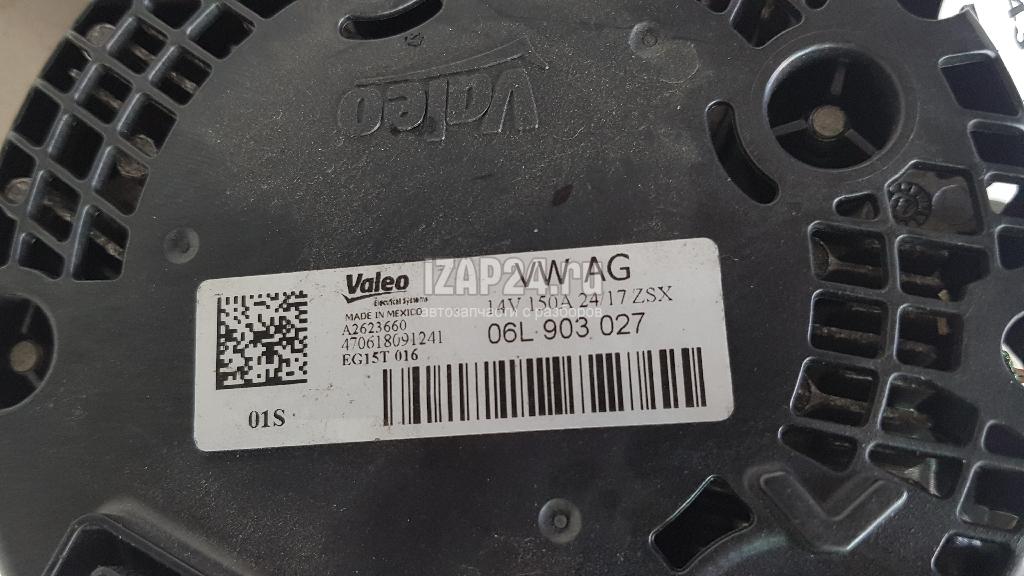 Valeo
Valeo
Electrical Systems
MADE IN MEXICO
A2623660
470618091241
EG15T 016
01S
VW AG
14V 150A 24/17 ZSX
06L 903 027
IZAP24.ru
автозапчасти с разборов